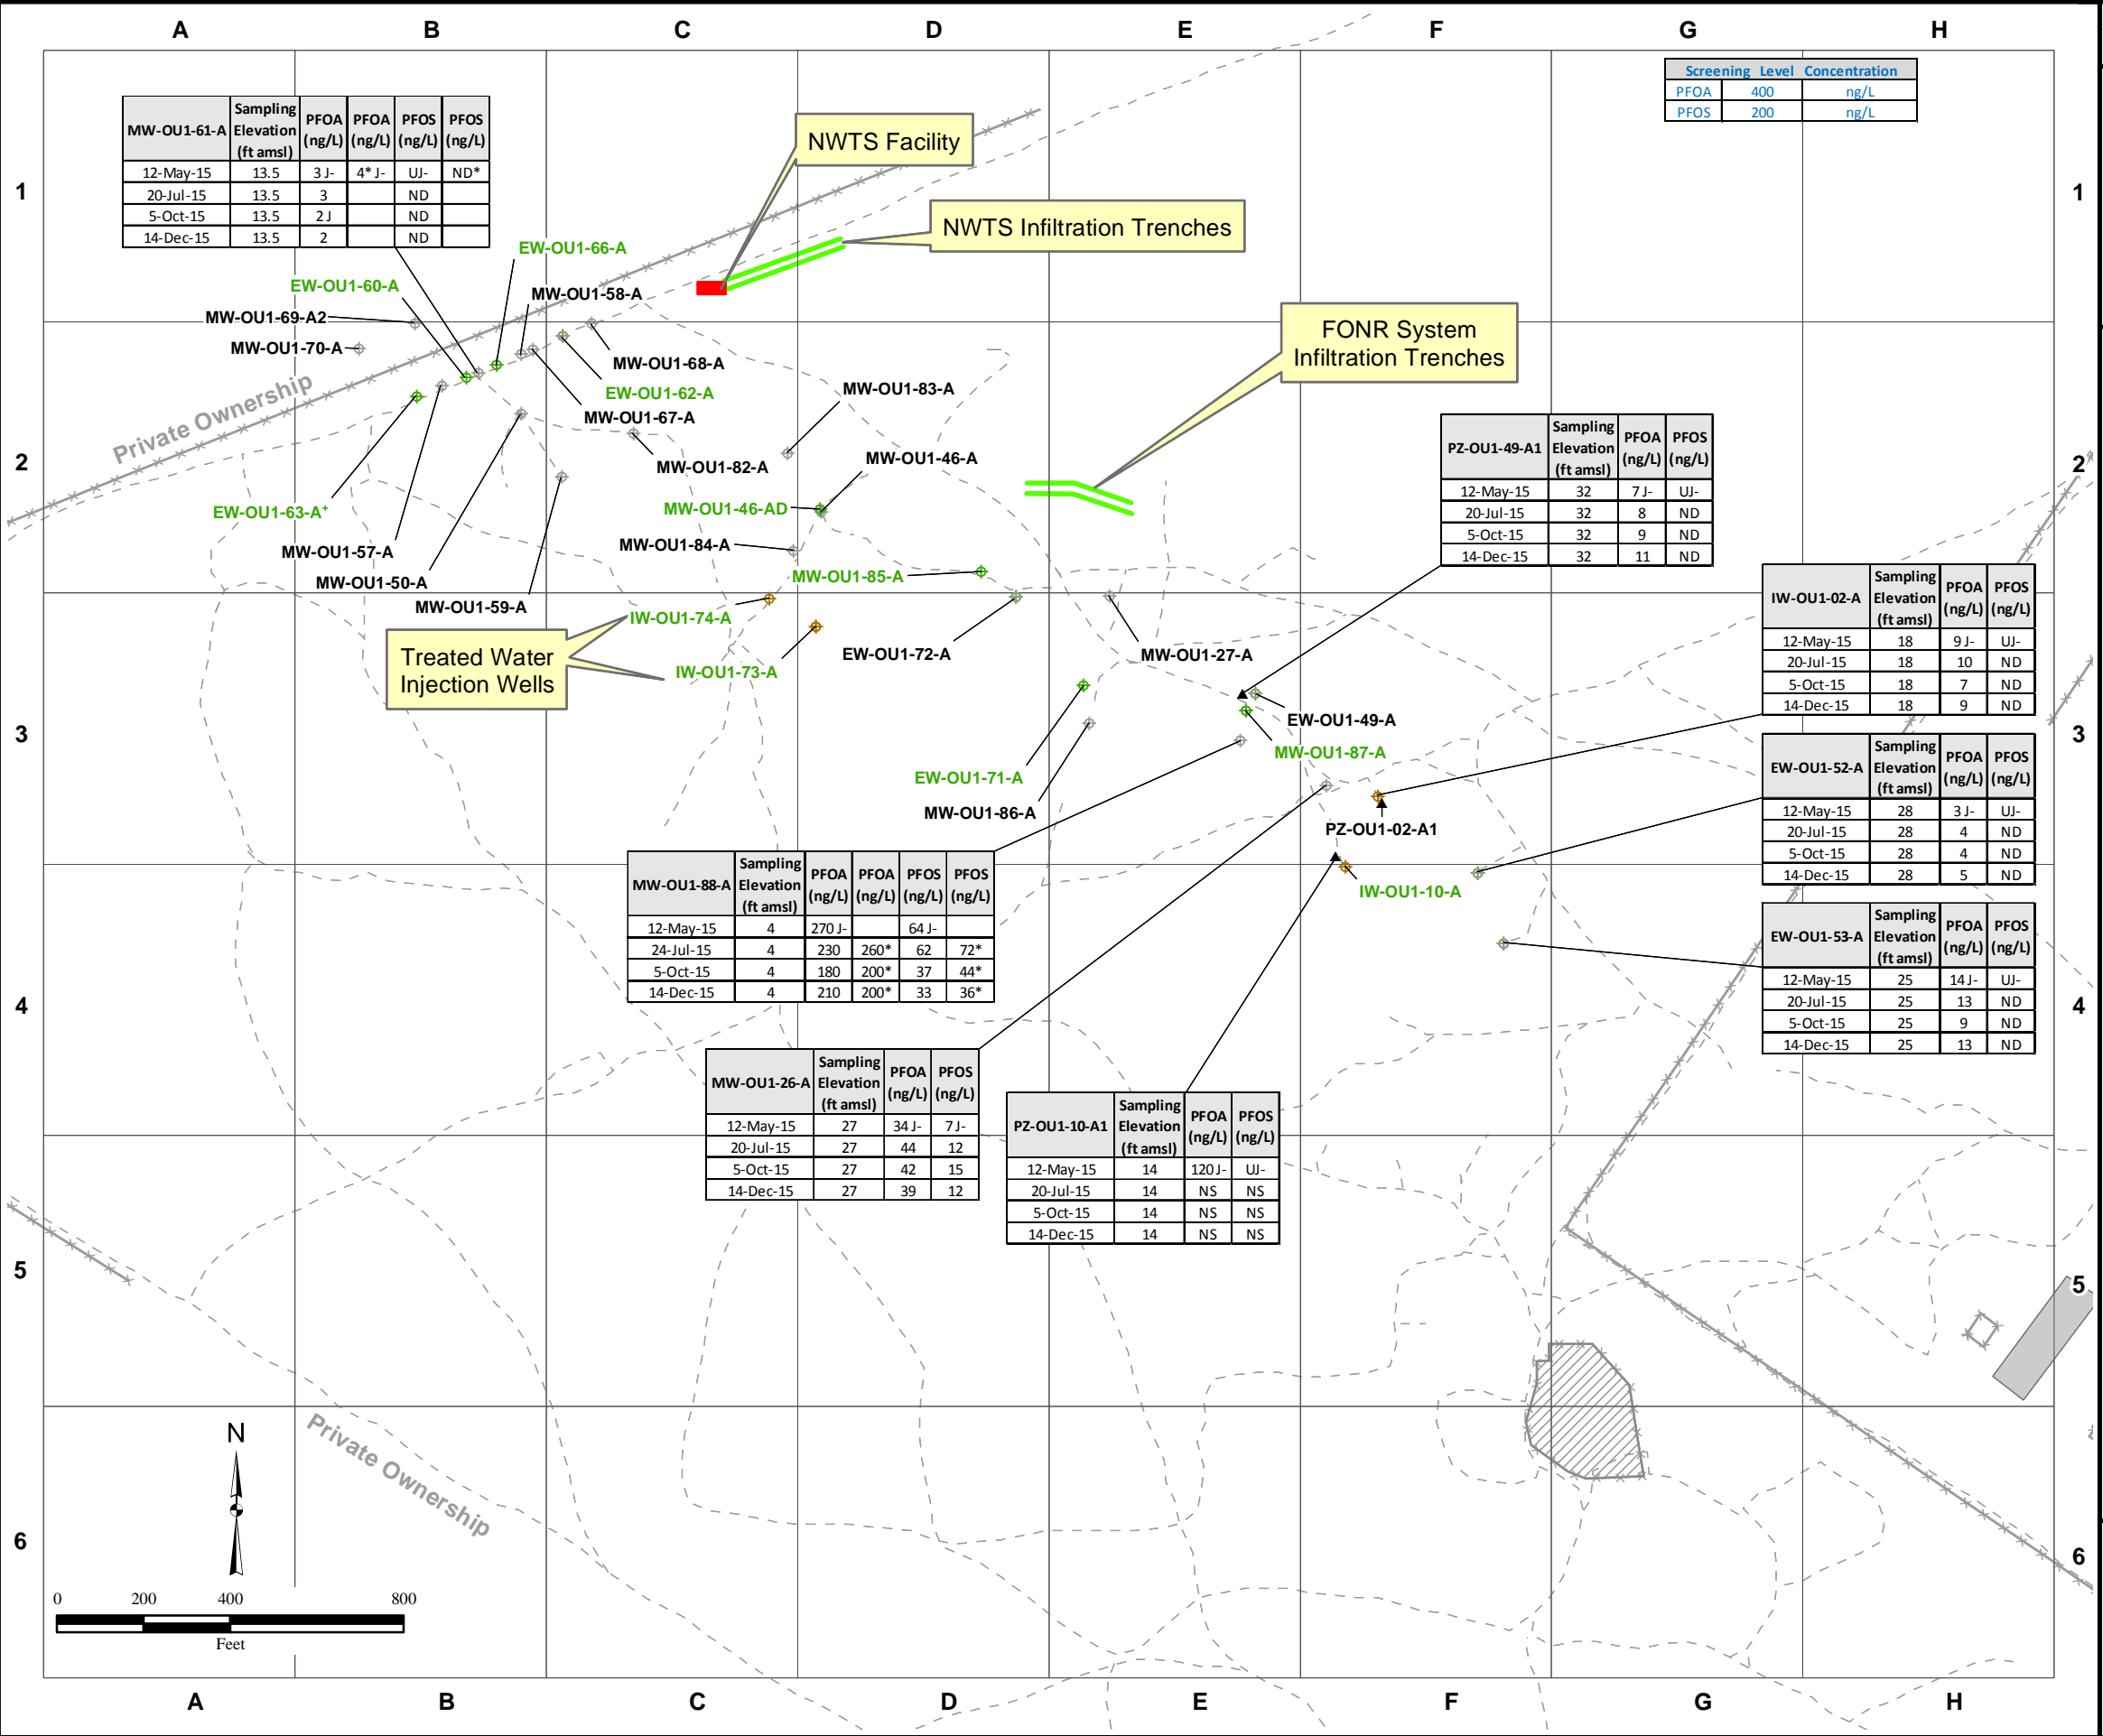 A B C D E F G H
Screening Level Concentration
PFOA 400 ng/L
PFOS 200 ng/L
MW-OU1-61-A Sampling Elevation (ft amsl) PFOA (ng/L) PFOA (ng/L) PFOS (ng/L) PFOS (ng/L)
12-May-15 13.5 3 J- 4* J- UJ- ND*
20-Jul-15 13.5 3 ND
5-Oct-15 13.5 2 J ND
14-Dec-15 13.5 2 ND
NWTS Facility
1 1
NWTS Infiltration Trenches
EW-OU1-66-A
EW-OU1-60-A
MW-OU1-58-A
MW-OU1-69-A2
MW-OU1-70-A
FONR System
Infiltration Trenches
MW-OU1-68-A
EW-OU1-62-A
MW-OU1-83-A
MW-OU1-67-A
Private Ownership
2 2
MW-OU1-82-A
MW-OU1-46-A
EW-OU1-63-A+
MW-OU1-46-AD
MW-OU1-84-A
MW-OU1-57-A
MW-OU1-50-A
MW-OU1-85-A
MW-OU1-59-A
PZ-OU1-49-A1 Sampling Elevation (ft amsl) PFOA (ng/L) PFOS (ng/L)
12-May-15 32 7 J- UJ-
20-Jul-15 32 8 ND
5-Oct-15 32 9 ND
14-Dec-15 32 11 ND
IW-OU1-74-A
Treated Water
Injection Wells
IW-OU1-73-A
EW-OU1-72-A
MW-OU1-27-A
IW-OU1-02-A Sampling Elevation (ft amsl) PFOA (ng/L) PFOS (ng/L)
12-May-15 18 9 J- UJ-
20-Jul-15 18 10 ND
5-Oct-15 18 7 ND
14-Dec-15 18 9 ND
3 3
EW-OU1-49-A
MW-OU1-87-A
EW-OU1-71-A
MW-OU1-86-A
PZ-OU1-02-A1
EW-OU1-52-A Sampling Elevation (ft amsl) PFOA (ng/L) PFOS (ng/L)
12-May-15 28 3 J- UJ-
20-Jul-15 28 4 ND
5-Oct-15 28 4 ND
14-Dec-15 28 5 ND
IW-OU1-10-A
MW-OU1-88-A Sampling Elevation (ft amsl) PFOA (ng/L) PFOA (ng/L) PFOS (ng/L) PFOS (ng/L)
12-May-15 4 270 J- 64 J-
24-Jul-15 4 230 260* 62 72*
5-Oct-15 4 180 200* 37 44*
14-Dec-15 4 210 200* 33 36*
EW-OU1-53-A Sampling Elevation (ft amsl) PFOA (ng/L) PFOS (ng/L)
12-May-15 25 14 J- UJ-
20-Jul-15 25 13 ND
5-Oct-15 25 9 ND
14-Dec-15 25 13 ND
4 4
MW-OU1-26-A Sampling Elevation (ft amsl) PFOA (ng/L) PFOS (ng/L)
12-May-15 27 34 J- 7 J-
20-Jul-15 27 44 12
5-Oct-15 27 42 15
14-Dec-15 27 39 12
PZ-OU1-10-A1 Sampling Elevation (ft amsl) PFOA (ng/L) PFOS (ng/L)
12-May-15 14 120 J- UJ-
20-Jul-15 14 NS NS
5-Oct-15 14 NS NS
14-Dec-15 14 NS NS
5 5
Private Ownership
N
6 6
0 200 400 800
Feet
A B C D E F G H